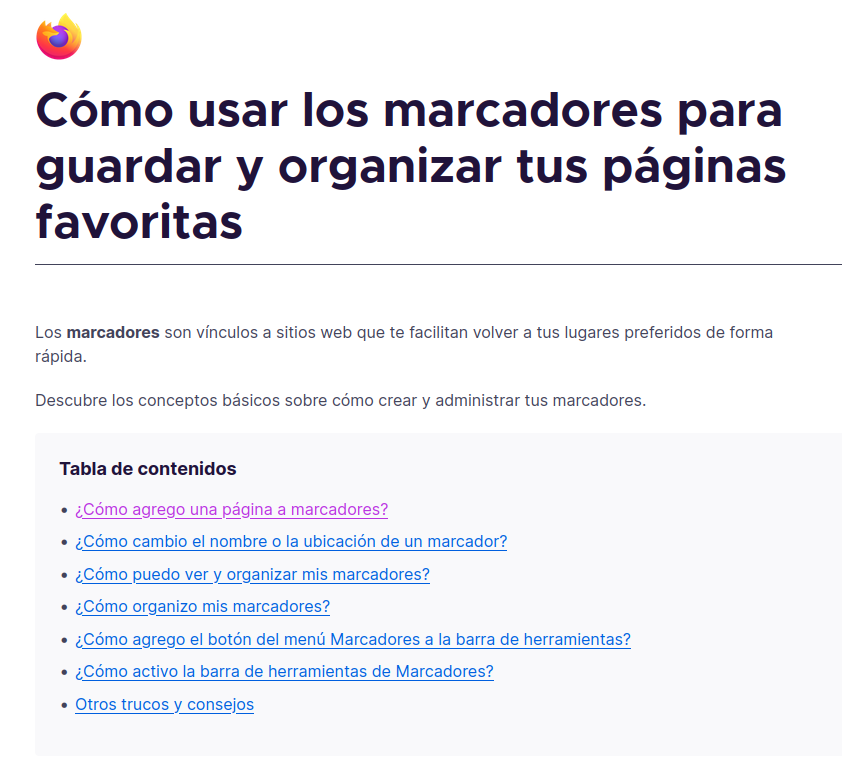 Cómo usar los marcadores para
guardar y organizar tus páginas
favoritas
Los marcadores son vínculos a sitios web que te facilitan volver a tus lugares preferidos de forma
rápida.
Descubre los conceptos básicos sobre cómo crear y administrar tus marcadores.
Tabla de contenidos
• ¿Cómo agrego una página a marcadores?
• ¿Cómo cambio el nombre o la ubicación de un marcador?
• ¿Cómo puedo ver y organizar mis marcadores?
• ¿Cómo organizo mis marcadores?
• ¿Cómo agrego el botón del menú Marcadores a la barra de herramientas?
• ¿Cómo activo la barra de herramientas de Marcadores?
• Otros trucos y consejos